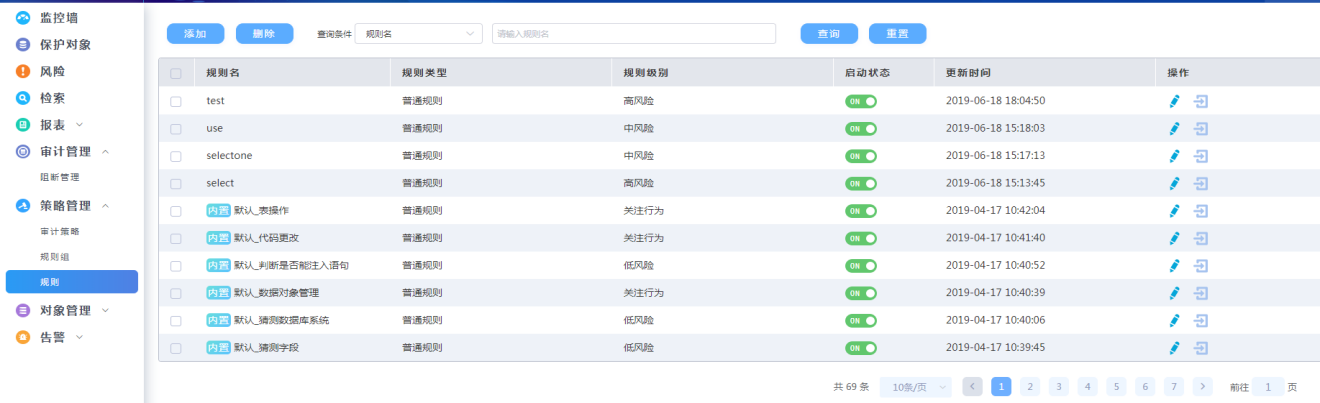 监控墙
保护对象
风险
检索
报表
审计管理
阻断管理
策略管理
审计策略
规则组
规则
对象管理
告警
添加 删除 查询条件 规则名 请输入规则名 查询 重置
规则名 规则类型 规则级别 启动状态 更新时间 操作
test 普通规则 高风险 ON 2019-06-18 18:04:50
use 普通规则 中风险 ON 2019-06-18 15:18:03
selectone 普通规则 中风险 ON 2019-06-18 15:17:13
select 普通规则 高风险 ON 2019-06-18 15:13:45
内置 默认_表操作 普通规则 关注行为 ON 2019-04-17 10:42:04
内置 默认_代码更改 普通规则 关注行为 ON 2019-04-17 10:41:40
内置 默认_判断是否能注入语句 普通规则 低风险 ON 2019-04-17 10:40:52
内置 默认_数据对象管理 普通规则 关注行为 ON 2019-04-17 10:40:39
内置 默认_猜测数据库系统 普通规则 低风险 ON 2019-04-17 10:40:06
内置 默认_猜测字段 普通规则 低风险 ON 2019-04-17 10:39:45
共 69 条 10条/页 1 2 3 4 5 6 7 前往 1 页